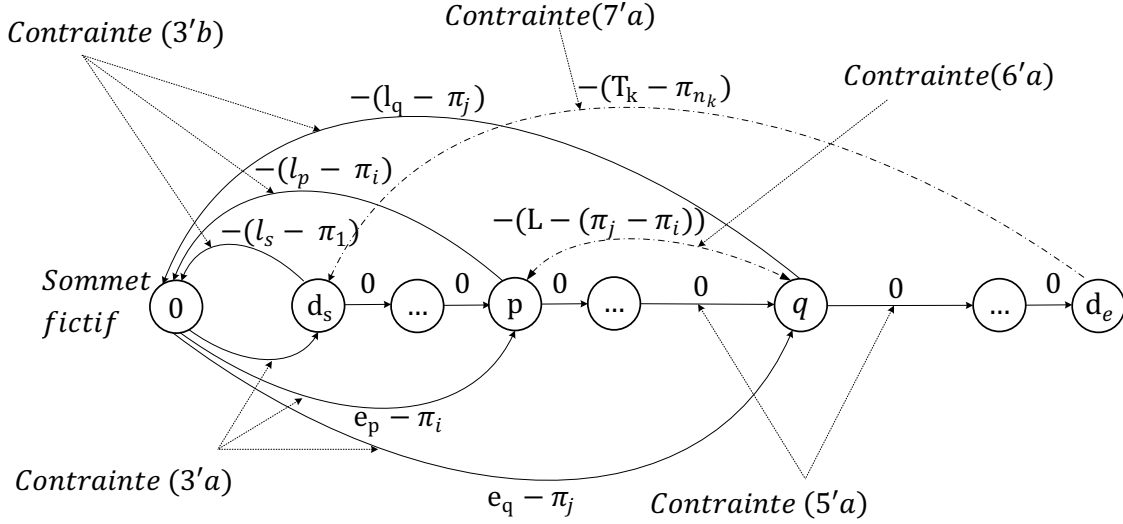 Contrainte(7′a)
Contrainte (3′b)
Contrainte(6′a)
−(l_q − π_j)
−(T_k − π_{n_k})
−(l_p − π_i)
−(l_s − π_1)
−(L − (π_j − π_i))
Sommet
fictif
0 d_s 0 ... 0 p 0 ... 0 q 0 ... 0 d_e
e_p − π_i
Contrainte (3′a)
e_q − π_j
Contrainte (5′a)